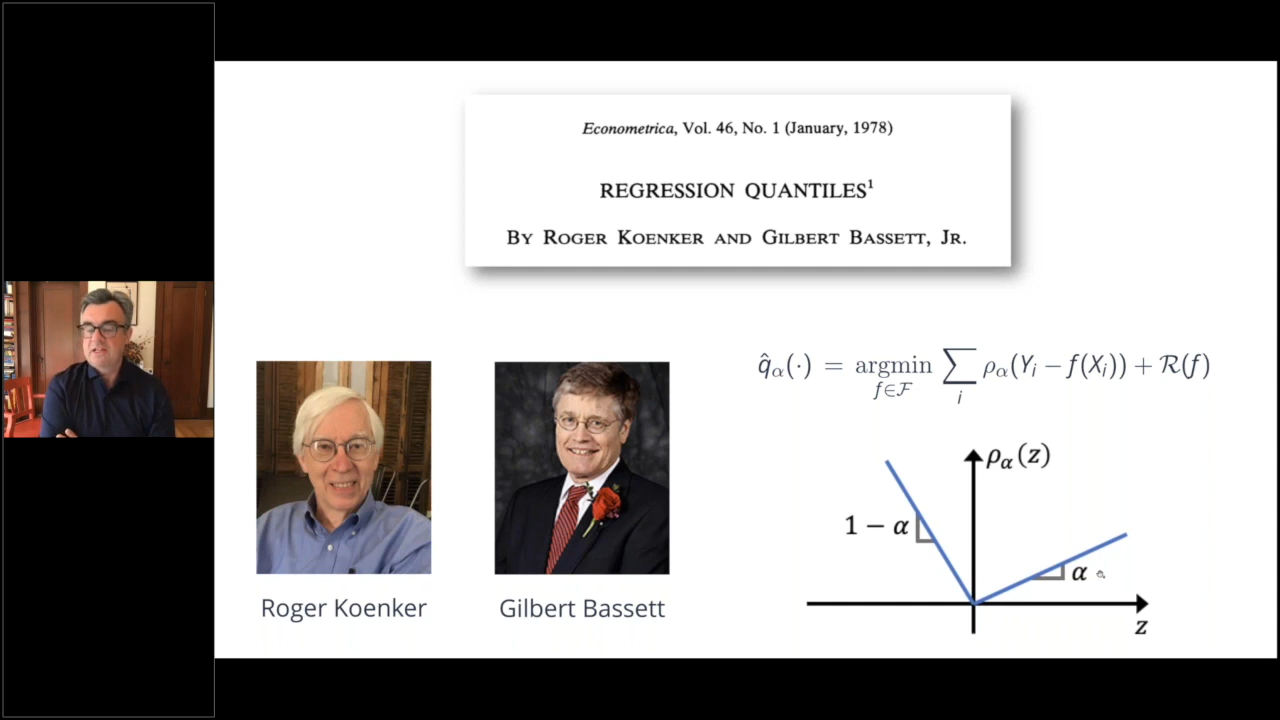 Econometrica, Vol. 46, No. 1 (January, 1978)
REGRESSION QUANTILES¹
By Roger Koenker and Gilbert Bassett, Jr.
q̂α(·) = argmin f∈ℱ ∑ i ρα(Yi − f(Xi)) + ℛ(f)
ρα(z)
1 − α
α
z
Roger Koenker
Gilbert Bassett